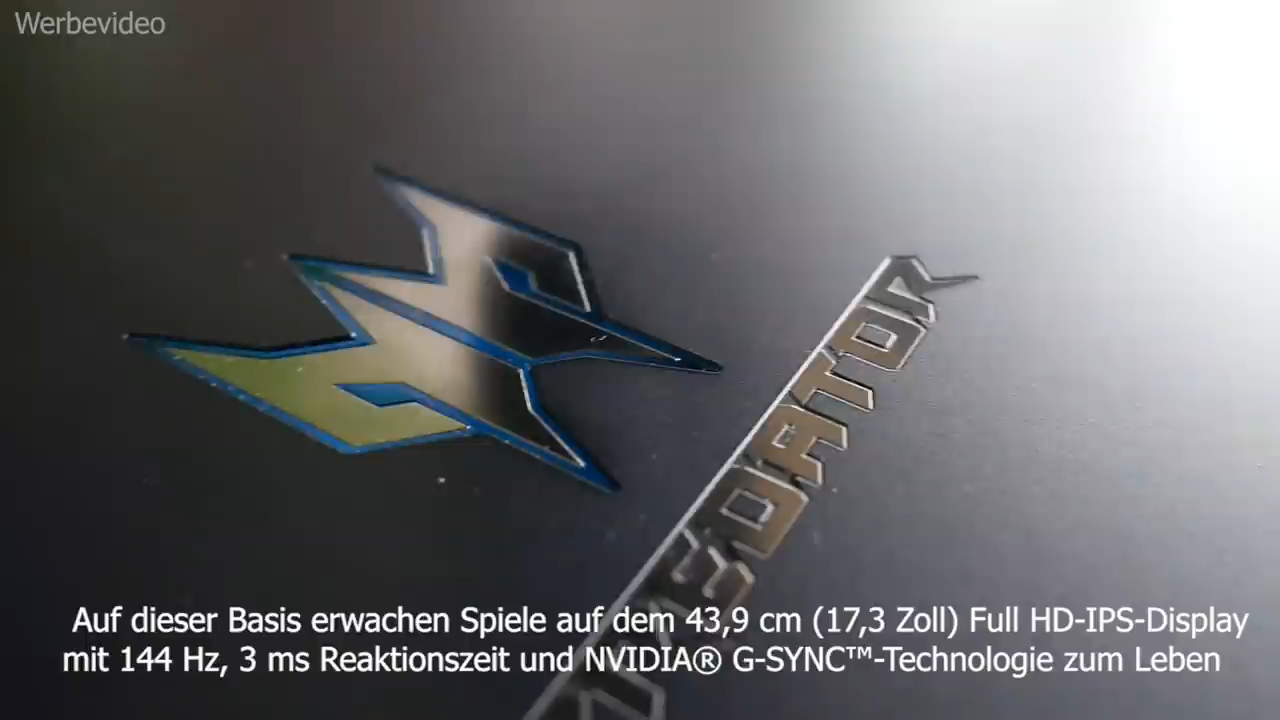 Werbevideo
PREDATOR
Auf dieser Basis erwachen Spiele auf dem 43,9 cm (17,3 Zoll) Full HD-IPS-Display
mit 144 Hz, 3 ms Reaktionszeit und NVIDIA® G-SYNC™-Technologie zum Leben